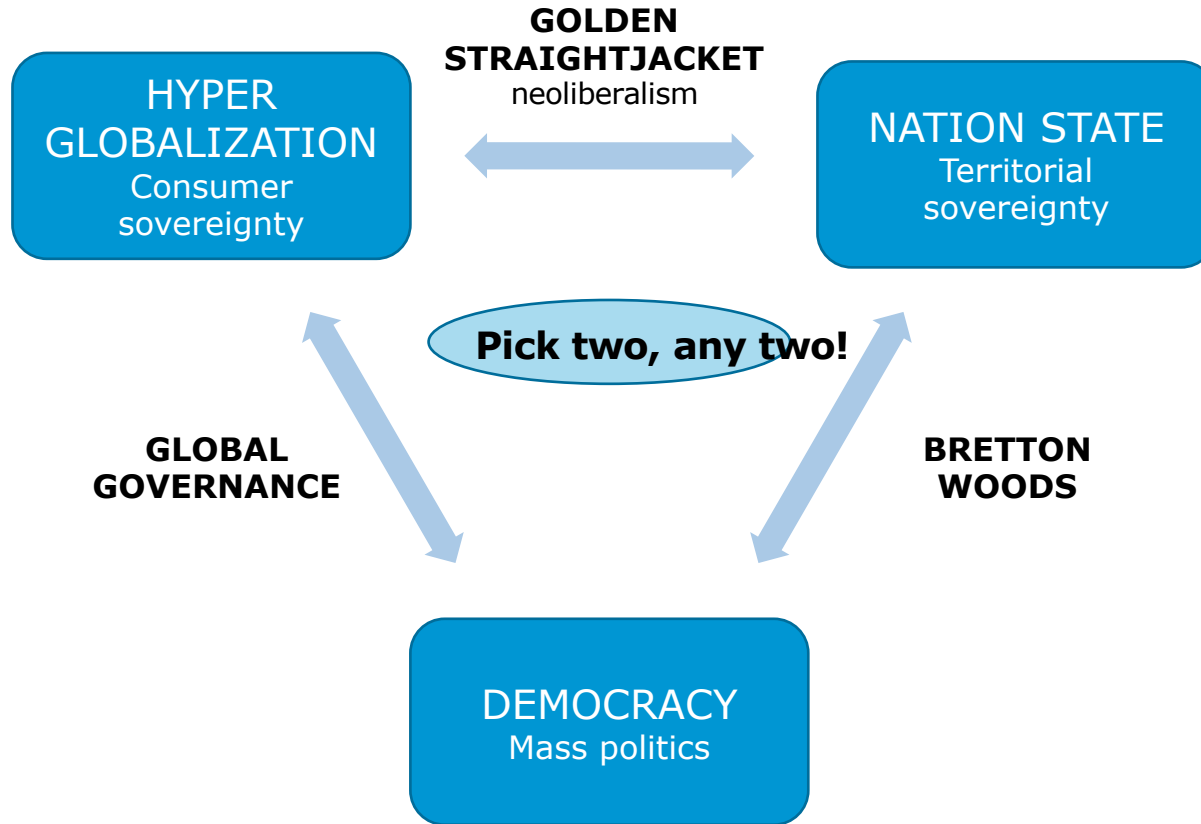 GOLDEN
STRAIGHTJACKET
neoliberalism
HYPER
GLOBALIZATION
Consumer
sovereignty
NATION STATE
Territorial
sovereignty
Pick two, any two!
GLOBAL
GOVERNANCE
BRETTON
WOODS
DEMOCRACY
Mass politics